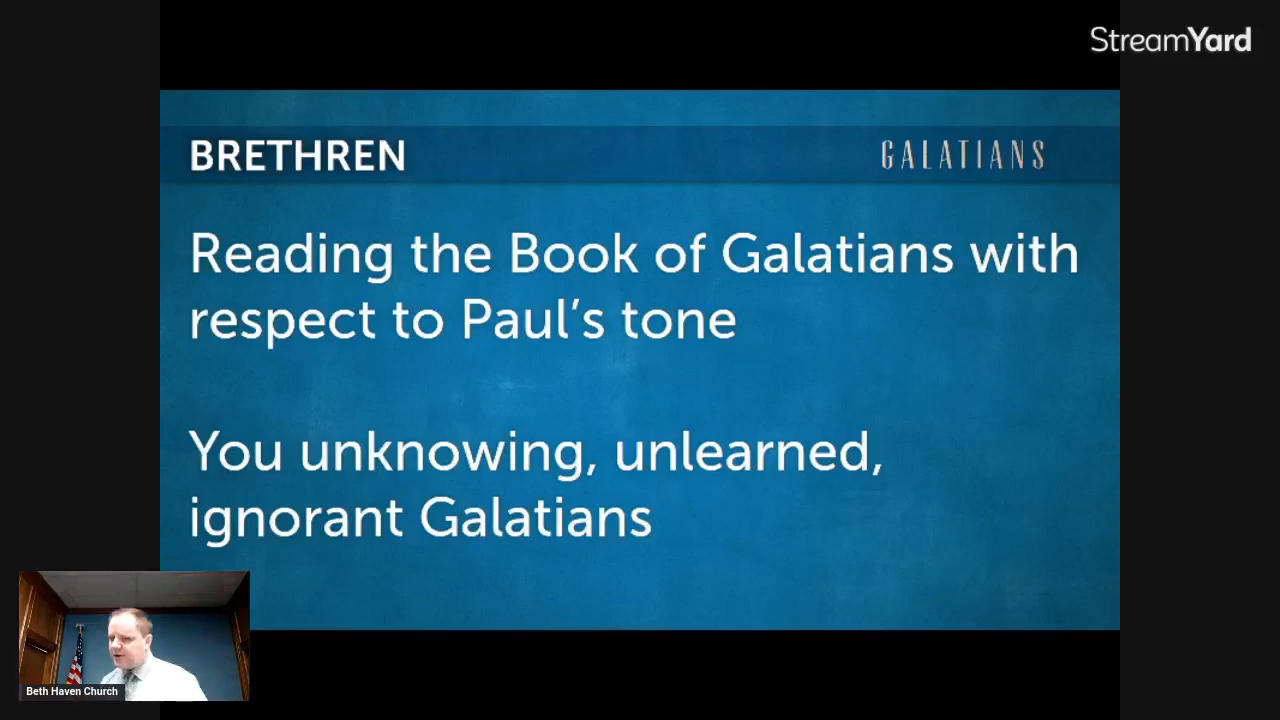 StreamYard
BRETHREN
GALATIANS
Reading the Book of Galatians with
respect to Paul’s tone
You unknowing, unlearned,
ignorant Galatians
Beth Haven Church